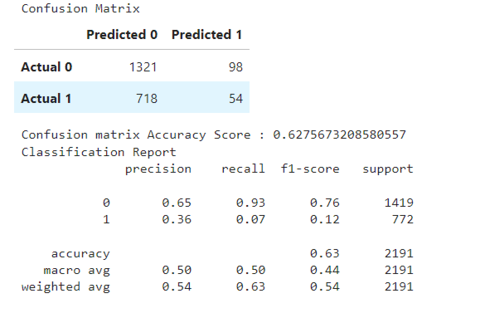 Confusion Matrix
Predicted 0 Predicted 1
Actual 0 1321 98
Actual 1 718 54
Confusion matrix Accuracy Score : 0.6275673208580557
Classification Report
precision recall f1-score support
0 0.65 0.93 0.76 1419
1 0.36 0.07 0.12 772
accuracy 0.63 2191
macro avg 0.50 0.50 0.44 2191
weighted avg 0.54 0.63 0.54 2191